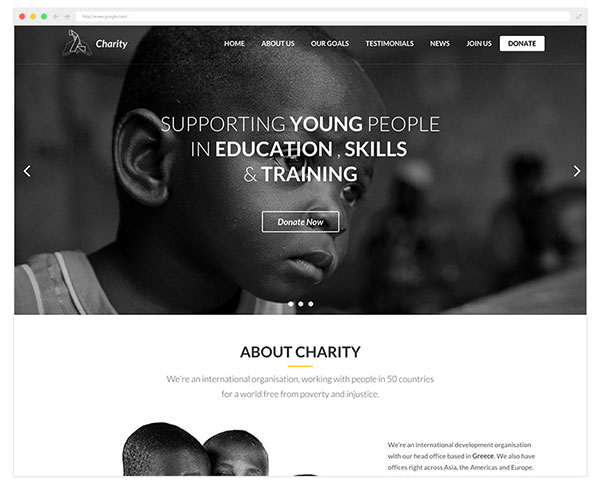 http://www.google.com/
Charity
HOME ABOUT US OUR GOALS TESTIMONIALS NEWS JOIN US DONATE
SUPPORTING YOUNG PEOPLE
IN EDUCATION , SKILLS
& TRAINING
Donate Now
ABOUT CHARITY
We're an international organisation, working with people in 50 countries
for a world free from poverty and injustice.
We're an international development organisation
with our head office based in Greece. We also have
offices right across Asia, the Americas and Europe.